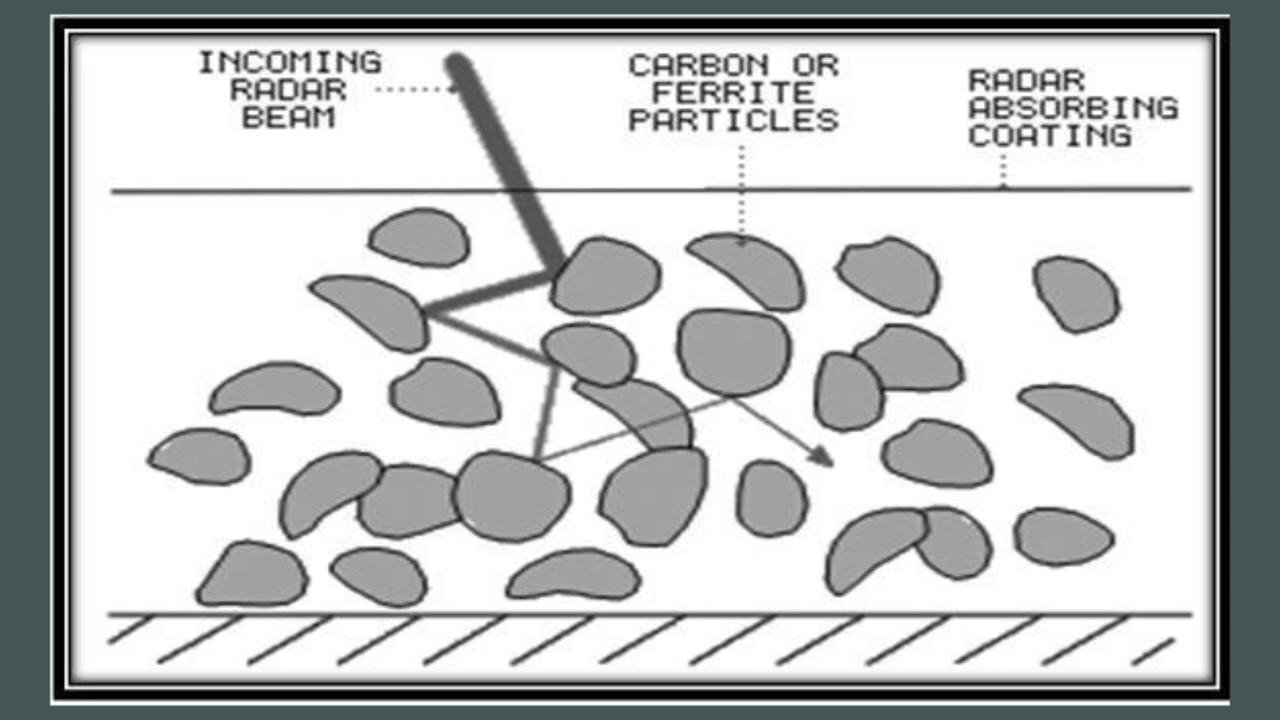 INCOMING
RADAR
BEAM
CARBON OR
FERRITE
PARTICLES
RADAR
ABSORBING
COATING